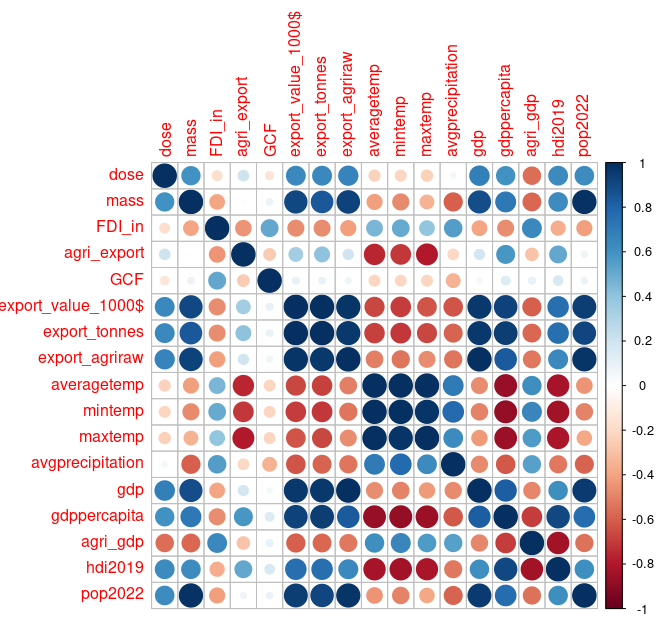 dose
mass
FDI_in
agri_export
GCF
export_value_1000$
export_tonnes
export_agriraw
averagetemp
mintemp
maxtemp
avgprecipitation
gdp
gdppercapita
agri_gdp
hdi2019
pop2022
dose
mass
FDI_in
agri_export
GCF
export_value_1000$
export_tonnes
export_agriraw
averagetemp
mintemp
maxtemp
avgprecipitation
gdp
gdppercapita
agri_gdp
hdi2019
pop2022
1
0.8
0.6
0.4
0.2
0
-0.2
-0.4
-0.6
-0.8
-1